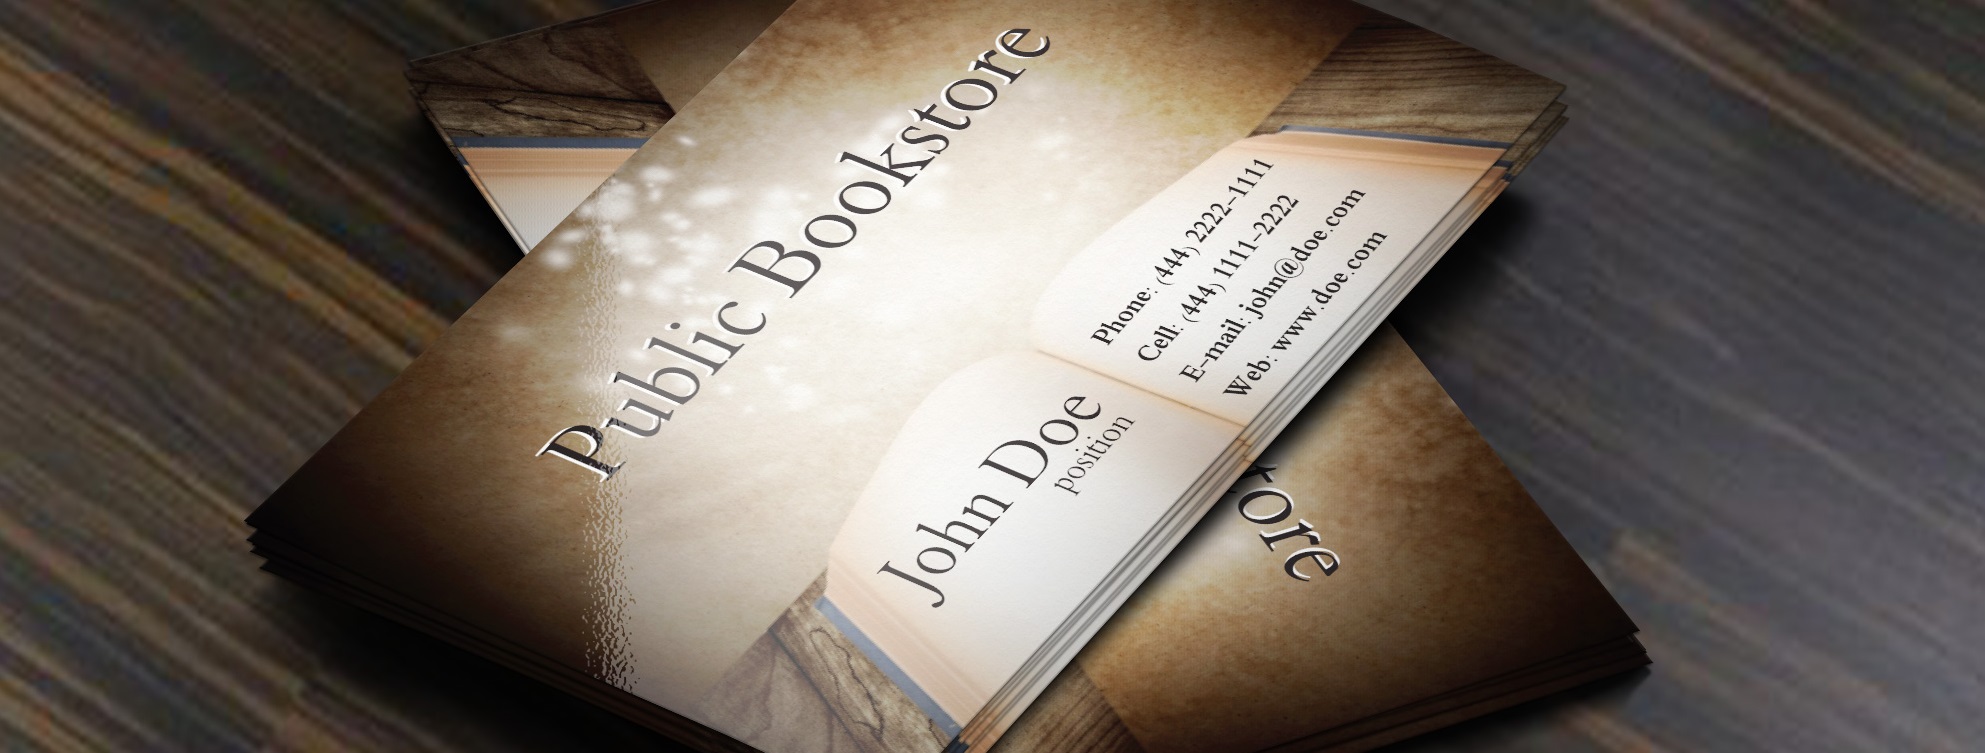 Public Bookstore
Phone: (444) 2222-1111
Cell: (444) 1111-2222
E-mail: john@doe.com
Web: www.doe.com
John Doe
position
tore